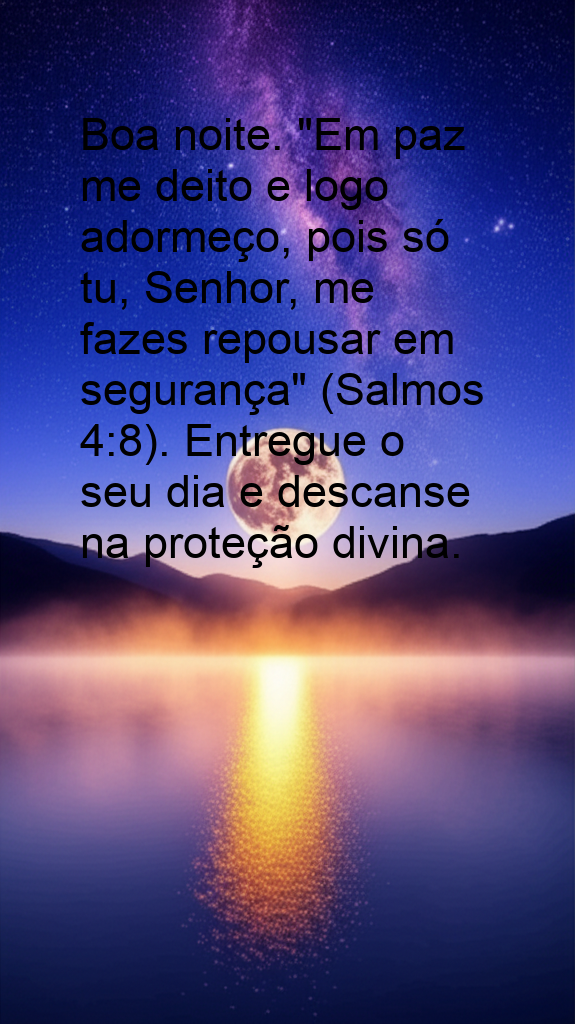 Boa noite. "Em paz
me deito e logo
adormeço, pois só
tu, Senhor, me
fazes repousar em
segurança" (Salmos
4:8). Entregue o
seu dia e descanse
na proteção divina.